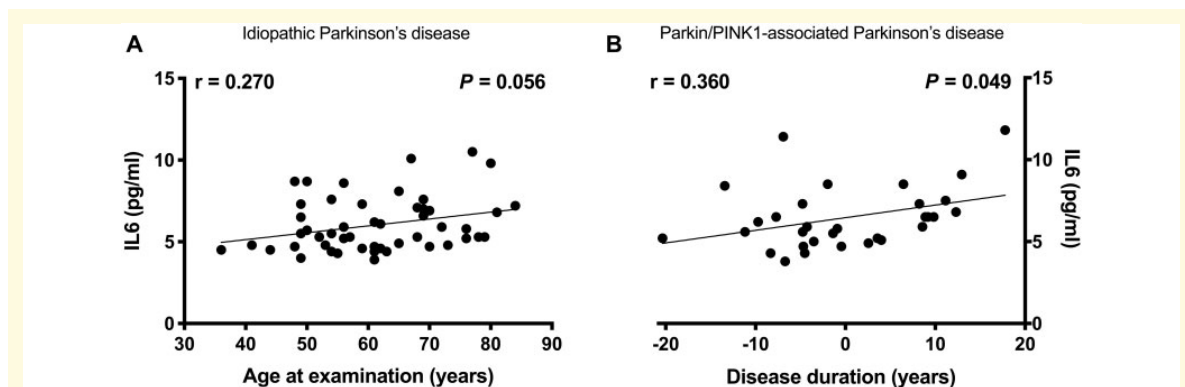 A
Idiopathic Parkinson's disease
r = 0.270
P = 0.056
IL6 (pg/ml)
15
10
5
0
30 40 50 60 70 80 90
Age at examination (years)
B
Parkin/PINK1-associated Parkinson's disease
r = 0.360
P = 0.049
15
10
5
0
IL6 (pg/ml)
-20 -10 0 10 20
Disease duration (years)